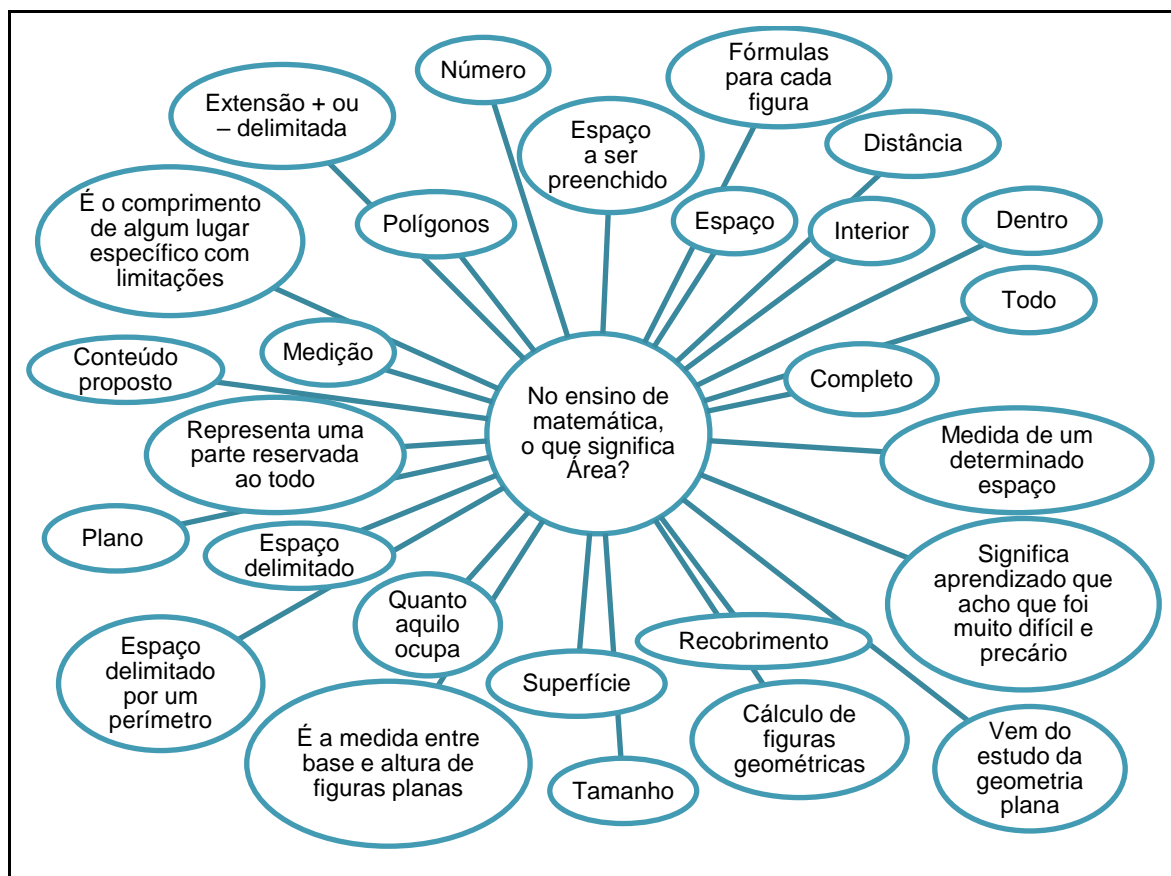 Número
Fórmulas
para cada
figura
Extensão + ou
– delimitada
Espaço
a ser
preenchido
Distância
É o comprimento
de algum lugar
específico com
limitações
Polígonos
Espaço
Interior
Dentro
Todo
Medição
Conteúdo
proposto
Completo
No ensino de
matemática,
o que significa
Área?
Representa uma
parte reservada
ao todo
Medida de um
determinado
espaço
Plano
Espaço
delimitado
Significa
aprendizado que
acho que foi
muito difícil e
precário
Quanto
aquilo
ocupa
Recobrimento
Espaço
delimitado
por um
perímetro
Superfície
É a medida entre
base e altura de
figuras planas
Cálculo de
figuras
geométricas
Vem do
estudo da
geometria
plana
Tamanho